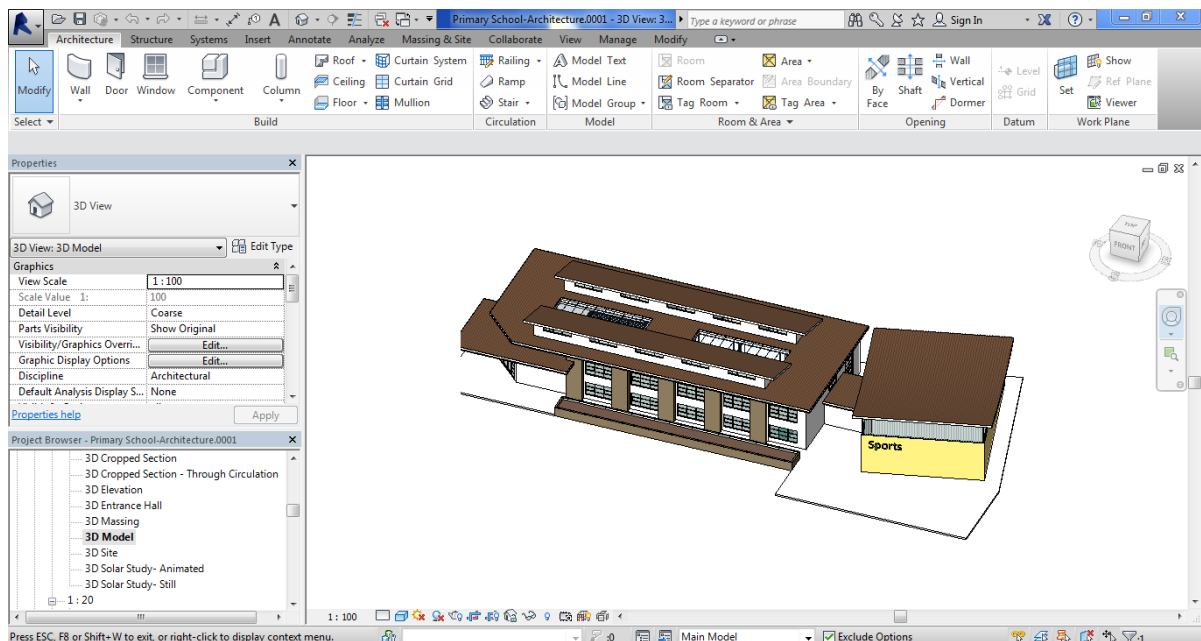 Primary School-Architecture.0001 - 3D View: 3... Type a keyword or phrase Sign In
Architecture Structure Systems Insert Annotate Analyze Massing & Site Collaborate View Manage Modify
Roof Curtain System Railing Model Text Room Area Wall Level Show
Modify Wall Door Window Component Column Ceiling Curtain Grid Ramp Model Line Room Separator Area Boundary By Face Shaft Vertical Grid Set Ref Plane
Floor Mullion Stair Model Group Tag Room Tag Area Dormer Viewer
Select Build Circulation Model Room & Area Opening Datum Work Plane
Properties
3D View
3D View: 3D Model Edit Type
Graphics
View Scale 1 : 100
Scale Value 1: 100
Detail Level Coarse
Parts Visibility Show Original
Visibility/Graphics Overri... Edit...
Graphic Display Options Edit...
Discipline Architectural
Default Analysis Display S... None
Properties help Apply
Project Browser - Primary School-Architecture.0001
3D Cropped Section
3D Cropped Section - Through Circulation
3D Elevation
3D Entrance Hall
3D Massing
3D Model
3D Site
3D Solar Study- Animated
3D Solar Study- Still
1 : 20
FRONT
Sports
1 : 100
Press ESC, F8 or Shift+W to exit, or right-click to display context menu. :0 Main Model Exclude Options :1